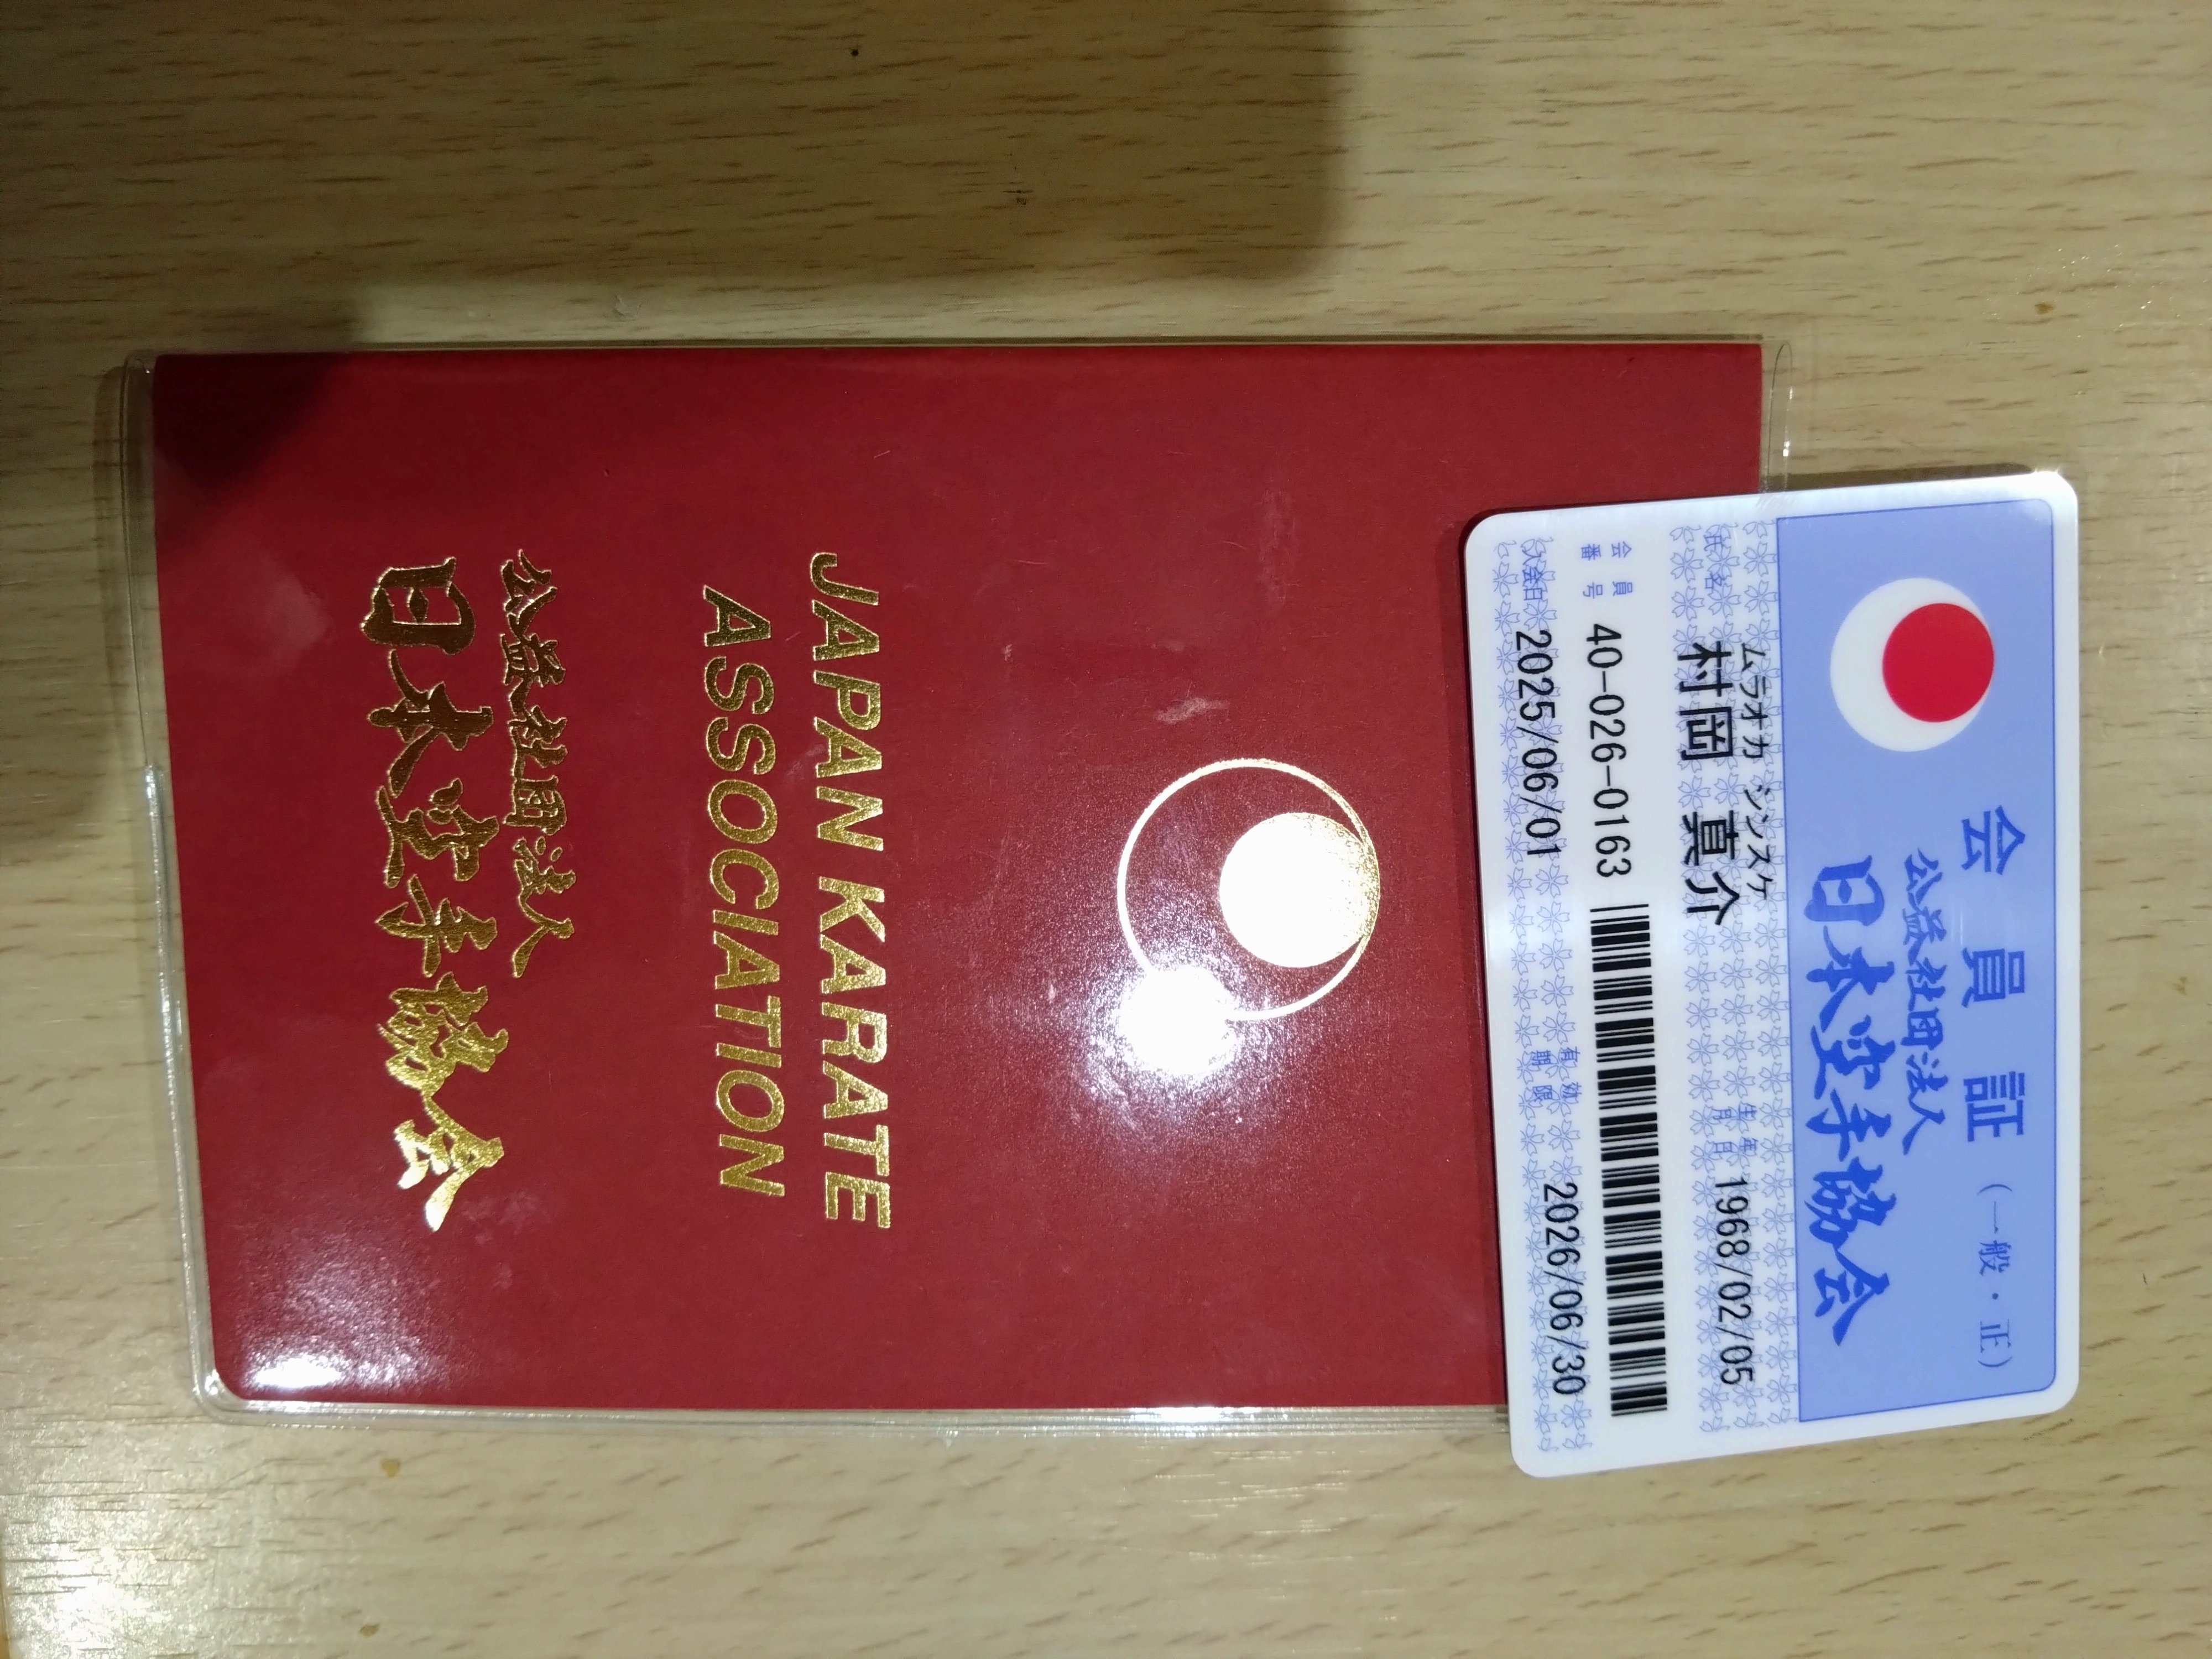 会員証（一般・正）
公益社団法人
日本空手協会
ムラオカ シンスケ
氏名 村岡 真介 生年月日 1968/02/05
会員番号 40-026-0163
入会日 2025/06/01 有効期限 2026/06/30
JAPAN KARATE
ASSOCIATION
公益社団法人
日本空手協会